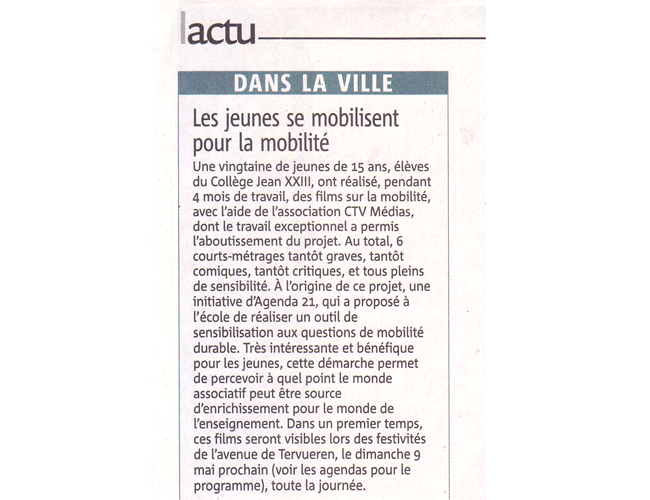 actu
DANS LA VILLE
Les jeunes se mobilisent
pour la mobilité
Une vingtaine de jeunes de 15 ans, élèves
du Collège Jean XXIII, ont réalisé, pendant
4 mois de travail, des films sur la mobilité,
avec l'aide de l'association CTV Médias,
dont le travail exceptionnel a permis
l'aboutissement du projet. Au total, 6
courts-métrages tantôt graves, tantôt
comiques, tantôt critiques, et tous pleins
de sensibilité. À l'origine de ce projet, une
initiative d'Agenda 21, qui a proposé à
l'école de réaliser un outil de
sensibilisation aux questions de mobilité
durable. Très intéressante et bénéfique
pour les jeunes, cette démarche permet
de percevoir à quel point le monde
associatif peut être source
d'enrichissement pour le monde de
l'enseignement. Dans un premier temps,
ces films seront visibles lors des festivités
de l'avenue de Tervueren, le dimanche 9
mai prochain (voir les agendas pour le
programme), toute la journée.